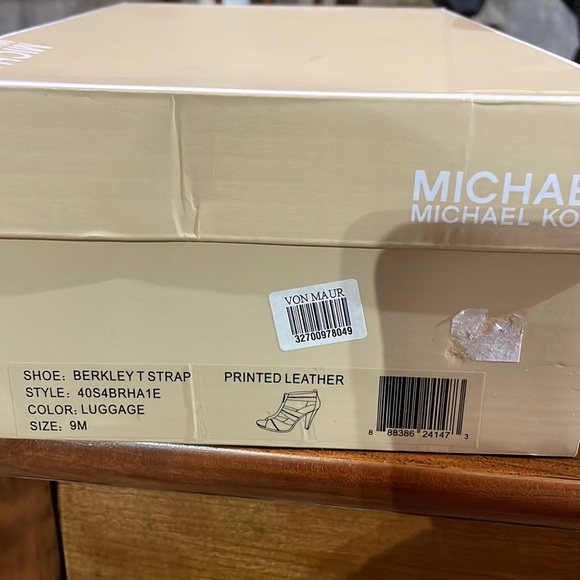 MICH
MICHAE
MICHAEL KO
VON MAUR
32700978049
SHOE: BERKLEY T STRAP
STYLE: 40S4BRHA1E
COLOR: LUGGAGE
SIZE: 9M
PRINTED LEATHER
8 88386 24147 3